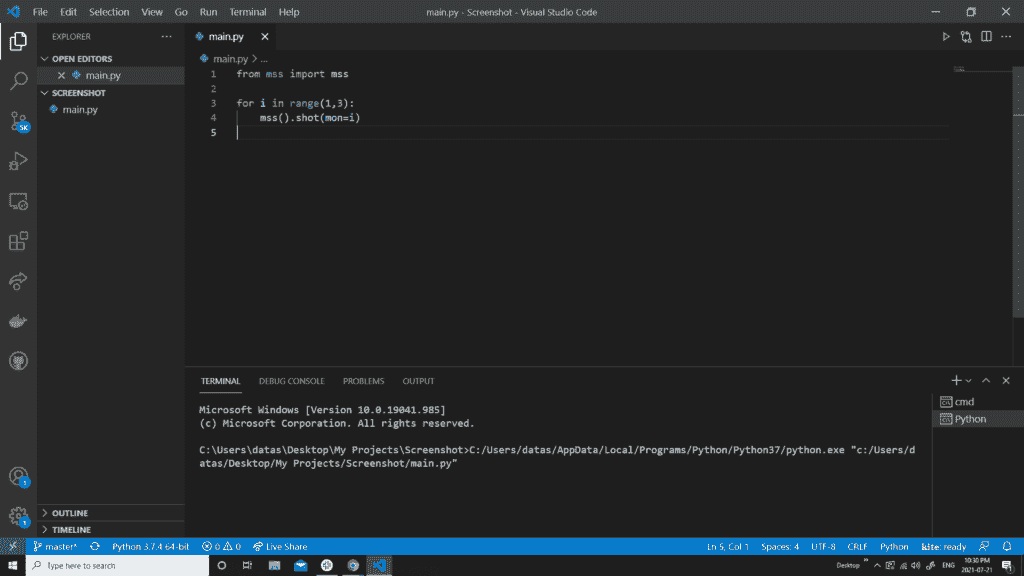 File Edit Selection View Go Run Terminal Help
main.py - Screenshot - Visual Studio Code
EXPLORER
OPEN EDITORS
main.py
SCREENSHOT
main.py
OUTLINE
TIMELINE
main.py
main.py > ...
1 from mss import mss
2
3 for i in range(1,3):
4 mss().shot(mon=i)
5
TERMINAL DEBUG CONSOLE PROBLEMS OUTPUT
Microsoft Windows [Version 10.0.19041.985]
(c) Microsoft Corporation. All rights reserved.
C:\Users\datas\Desktop\My Projects\Screenshot>C:/Users/datas/AppData/Local/Programs/Python/Python37/python.exe "c:/Users/d
atas/Desktop/My Projects/Screenshot/main.py"
cmd
Python
5K
1
1
master* Python 3.7.4 64-bit 0 0 Live Share Ln 5, Col 1 Spaces: 4 UTF-8 CRLF Python kite: ready
Type here to search
Desktop
ENG
10:30 PM
2021-07-21